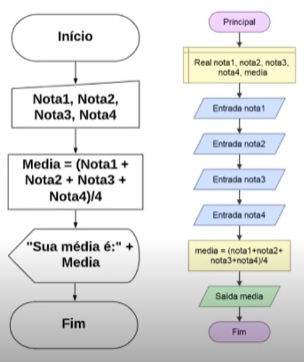 Início
Nota1, Nota2,
Nota3, Nota4
Media = (Nota1 +
Nota2 + Nota3 +
Nota4)/4
"Sua média é:" +
Media
Fim
Principal
Real nota1, nota2, nota3,
nota4, media
Entrada nota1
Entrada nota2
Entrada nota3
Entrada nota4
media = (nota1+nota2+
nota3+nota4)/4
Saída media
Fim